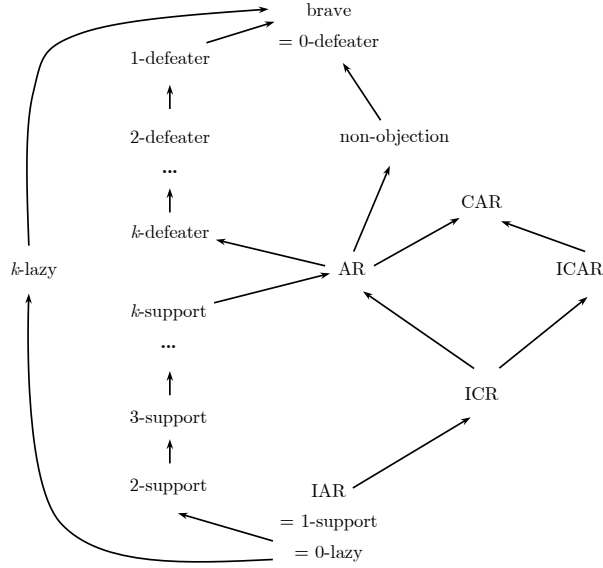 brave
= 0-defeater
1-defeater
2-defeater
non-objection
...
CAR
k-defeater
k-lazy
AR
ICAR
k-support
...
ICR
3-support
2-support
IAR
= 1-support
= 0-lazy